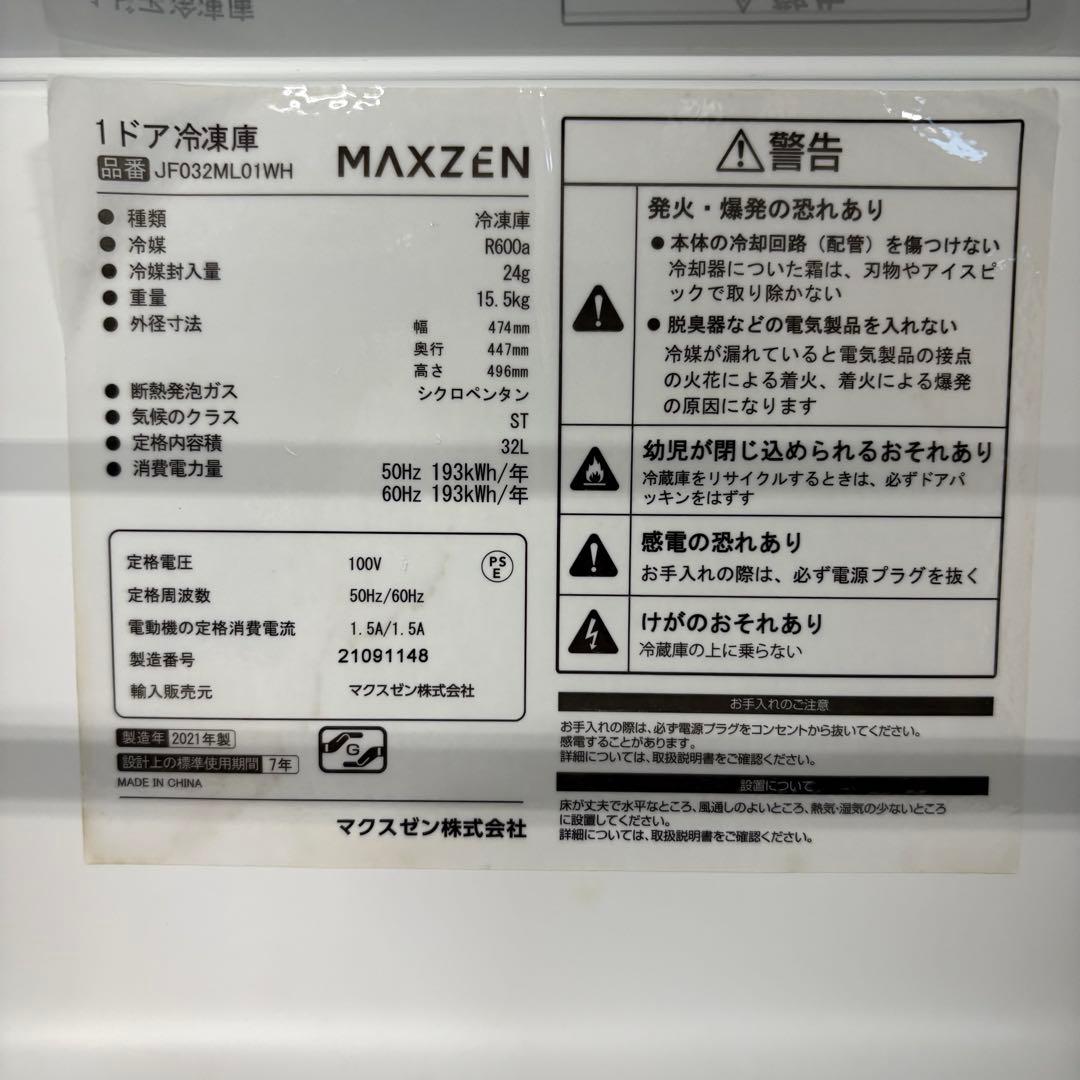 1ドア冷凍庫
品番 JF032ML01WH
MAXZEN
● 種類 冷凍庫
● 冷媒 R600a
● 冷媒封入量 24g
● 重量 15.5kg
● 外径寸法 幅 474mm
奥行 447mm
高さ 496mm
● 断熱発泡ガス シクロペンタン
● 気候のクラス ST
● 定格内容積 32L
● 消費電力量 50Hz 193kWh/年
60Hz 193kWh/年
定格電圧 100V
PS
E
定格周波数 50Hz/60Hz
電動機の定格消費電流 1.5A/1.5A
製造番号 21091148
輸入販売元 マクスゼン株式会社
製造年 2021年製
設計上の標準使用期間 7年
G
MADE IN CHINA
マクスゼン株式会社
警告
発火・爆発の恐れあり
● 本体の冷却回路（配管）を傷つけない
冷却器についた霜は、刃物やアイスピ
ックで取り除かない
● 脱臭器などの電気製品を入れない
冷媒が漏れていると電気製品の接点
の火花による着火、着火による爆発
の原因になります
幼児が閉じ込められるおそれあり
冷蔵庫をリサイクルするときは、必ずドアパ
ッキンをはずす
感電の恐れあり
お手入れの際は、必ず電源プラグを抜く
けがのおそれあり
冷蔵庫の上に乗らない
お手入れのご注意
お手入れの際は、必ず電源プラグをコンセントから抜いてください。
感電することがあります。
詳細については、取扱説明書をご確認ください。
設置について
床が丈夫で水平なところ、風通しのよいところ、熱気・湿気の少ないところ
に設置してください。
詳細については、取扱説明書をご確認ください。